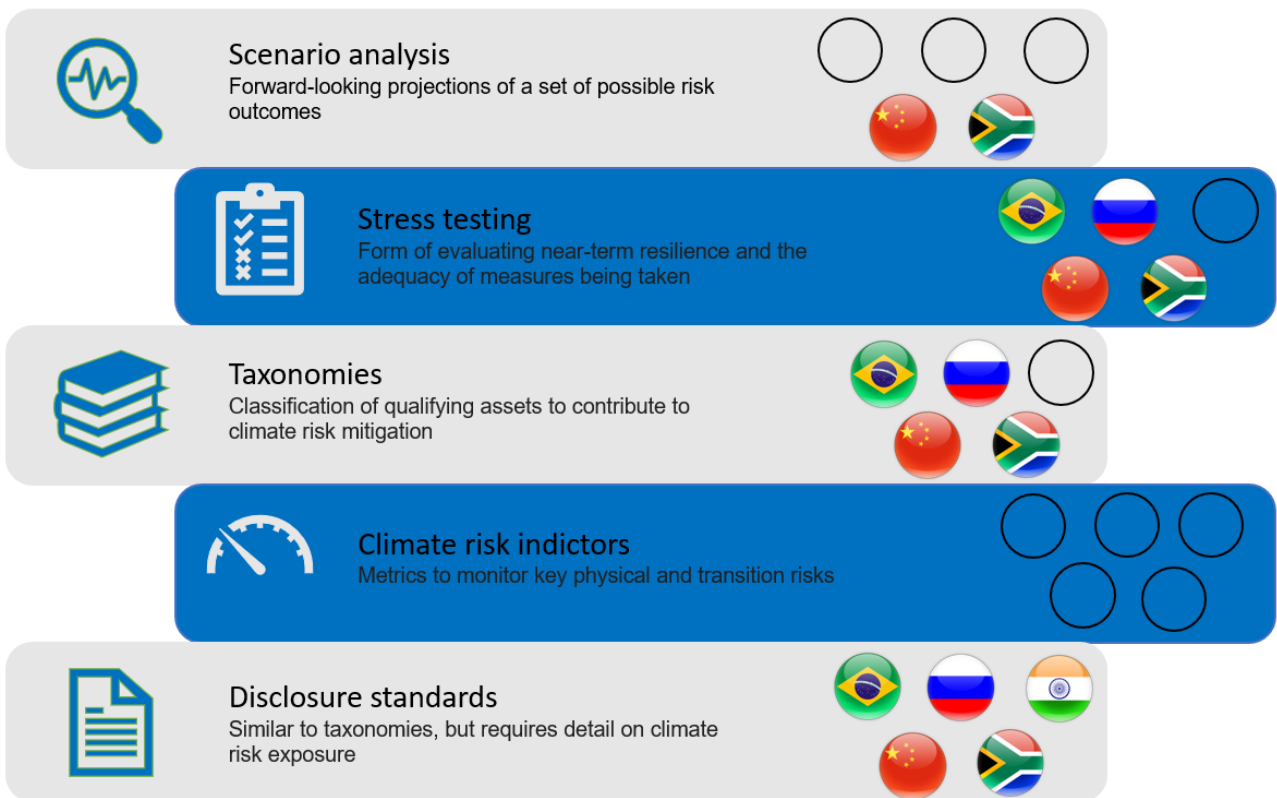 Scenario analysis
Forward-looking projections of a set of possible risk
outcomes
Stress testing
Form of evaluating near-term resilience and the
adequacy of measures being taken
Taxonomies
Classification of qualifying assets to contribute to
climate risk mitigation
Climate risk indictors
Metrics to monitor key physical and transition risks
Disclosure standards
Similar to taxonomies, but requires detail on climate
risk exposure